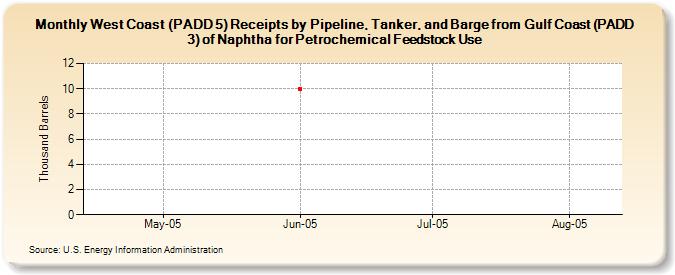 Monthly West Coast (PADD 5) Receipts by Pipeline, Tanker, and Barge from Gulf Coast (PADD
3) of Naphtha for Petrochemical Feedstock Use
Thousand Barrels
12
10
8
6
4
2
0
May-05
Jun-05
Jul-05
Aug-05
Source: U.S. Energy Information Administration